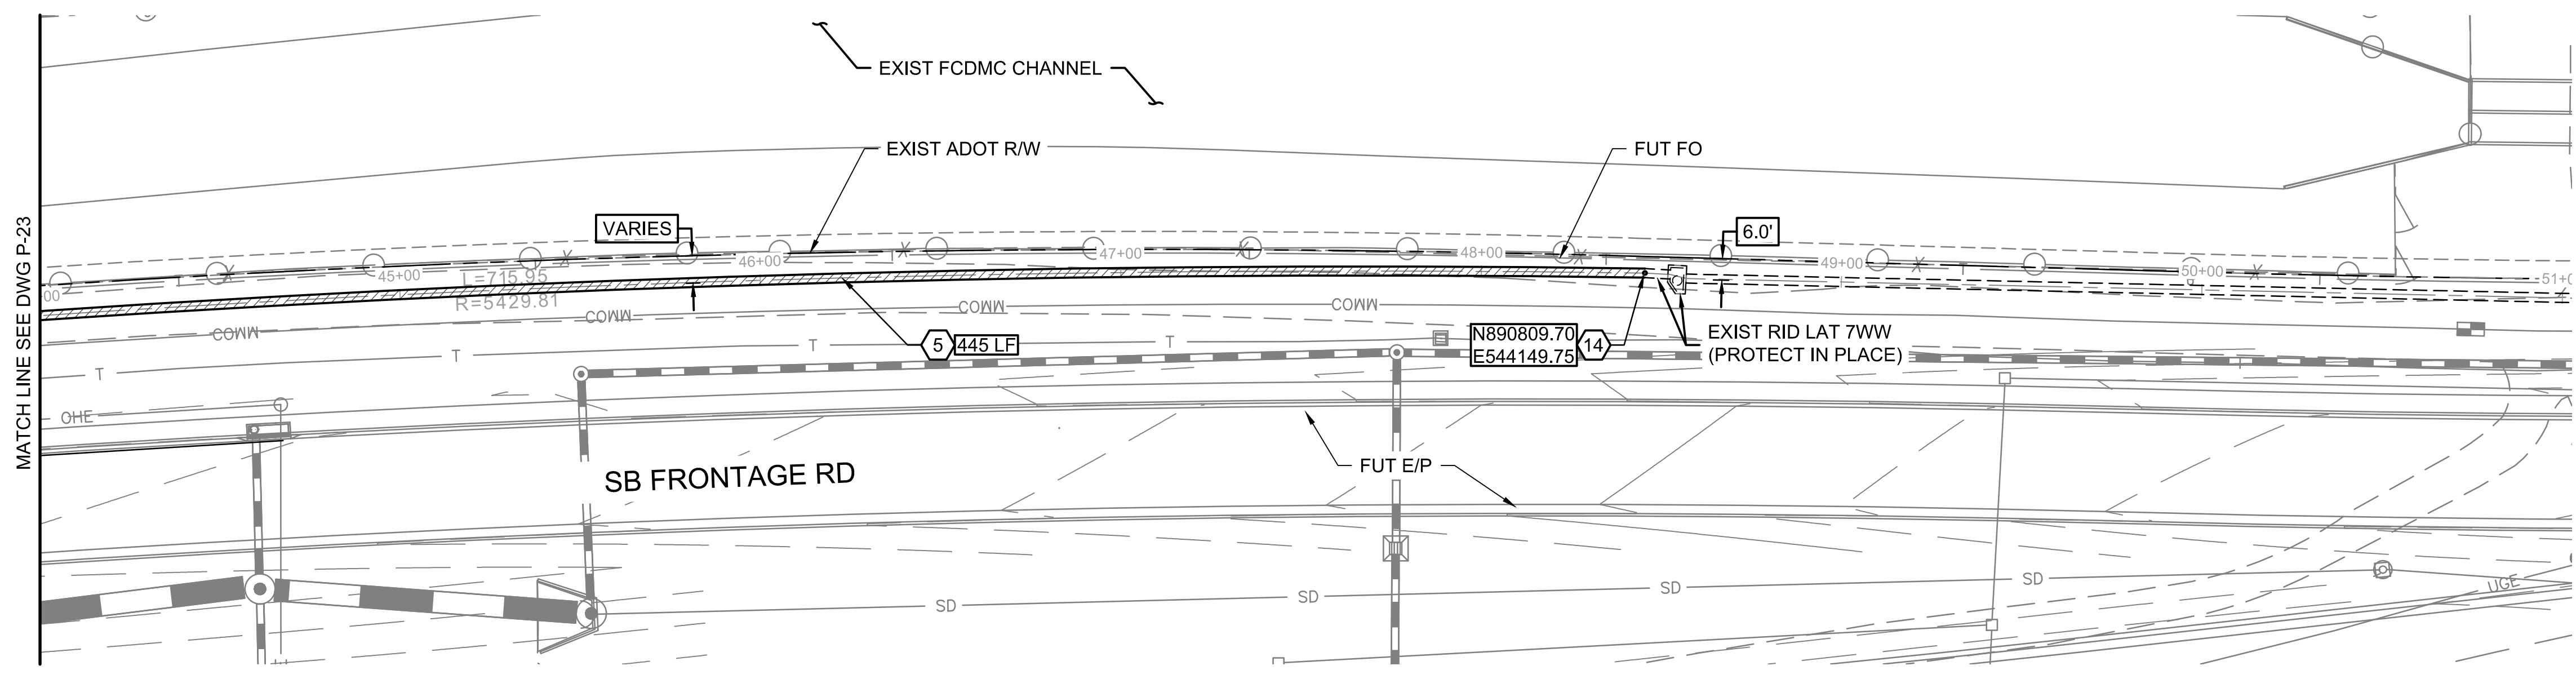 EXIST FCDMC CHANNEL
EXIST ADOT R/W
FUT FO
VARIES
6.0'
MATCH LINE SEE DWG P-23
00
45+00
46+00
47+00
48+00
49+00
50+00
51+0
L=715.95
R=5429.81
X
X
X
X
X
X
X
T
T
T
T
T
T
T
COMM
COMM
COMM
COMM
5
445 LF
N890809.70
E544149.75
14
EXIST RID LAT 7WW
(PROTECT IN PLACE)
T
T
T
T
OHE
SB FRONTAGE RD
FUT E/P
SD
SD
SD
SD
UGE